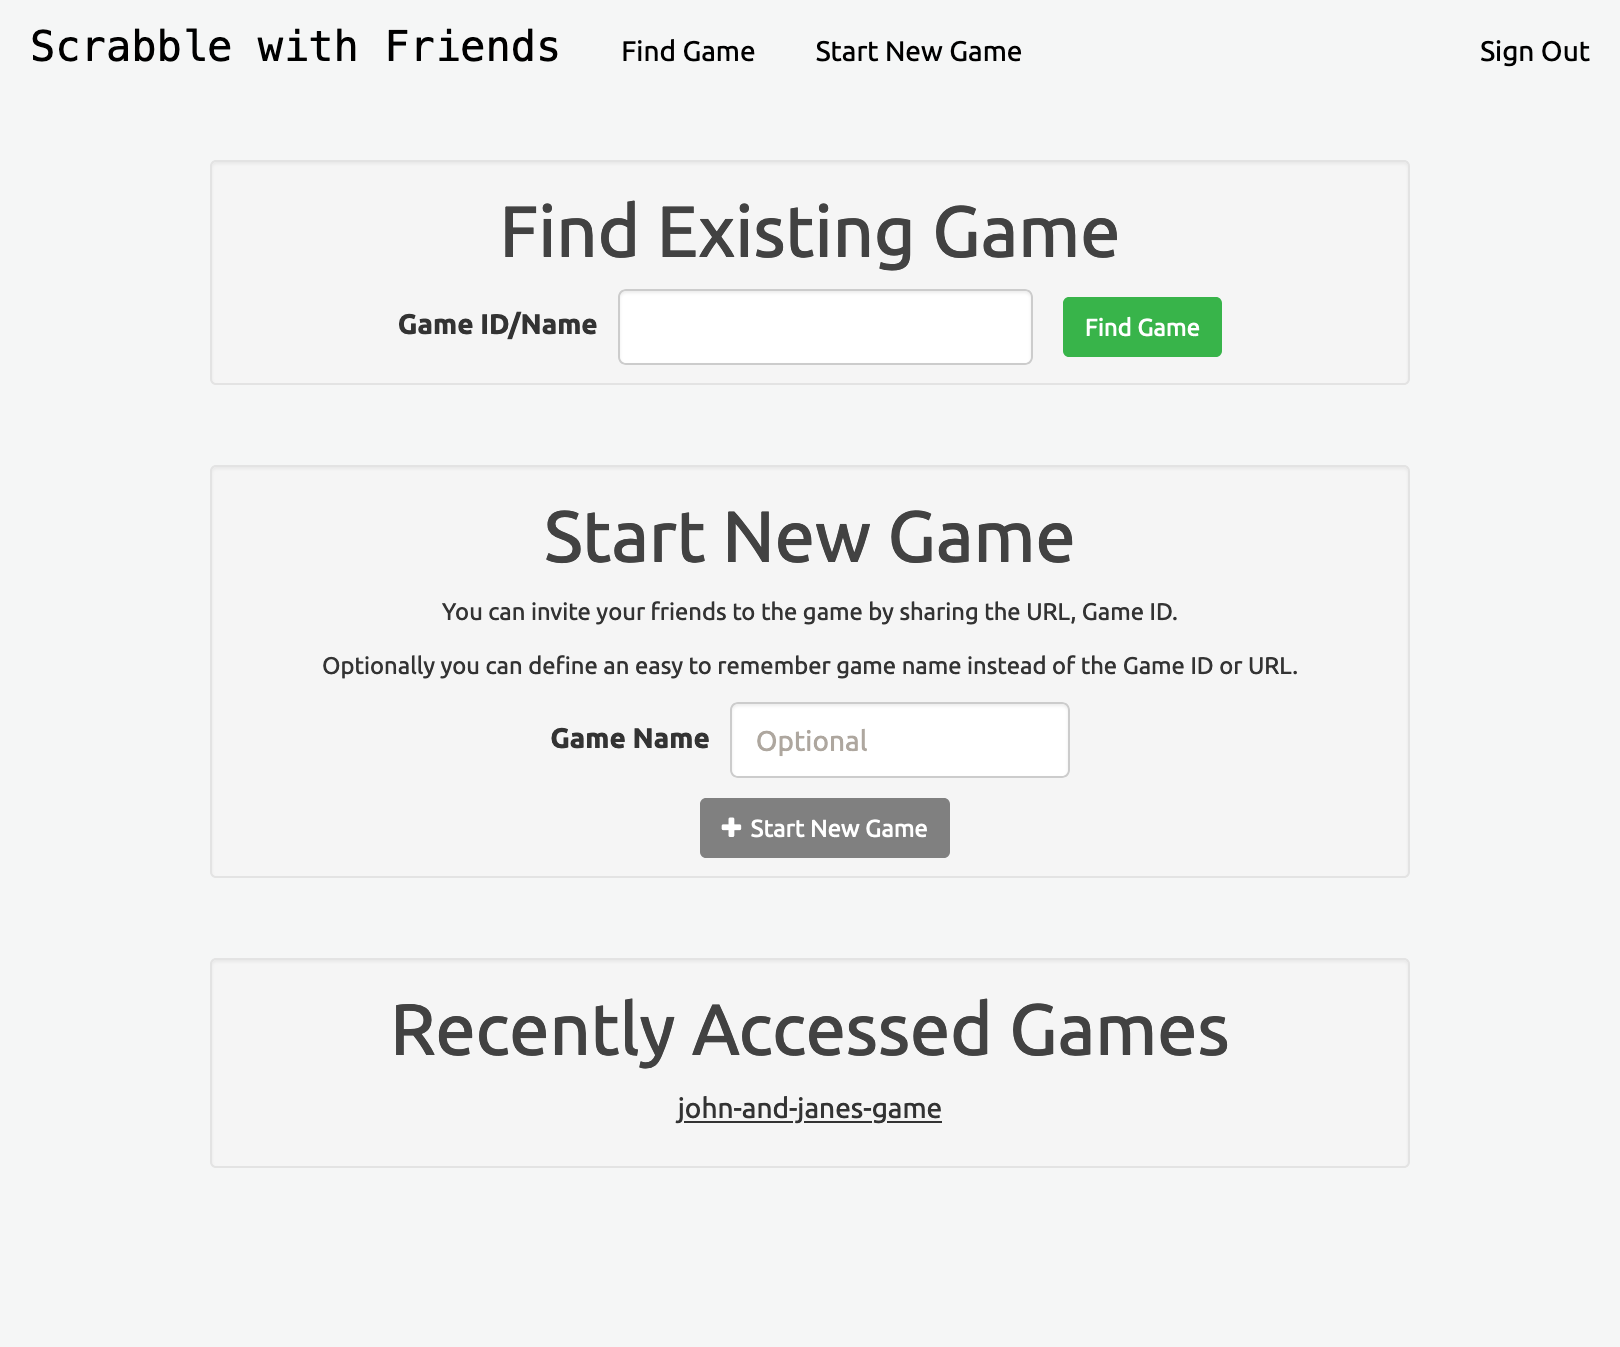 Scrabble with Friends Find Game Start New Game Sign Out
Find Existing Game
Game ID/Name Find Game
Start New Game
You can invite your friends to the game by sharing the URL, Game ID.
Optionally you can define an easy to remember game name instead of the Game ID or URL.
Game Name Optional
Start New Game
Recently Accessed Games
john-and-janes-game